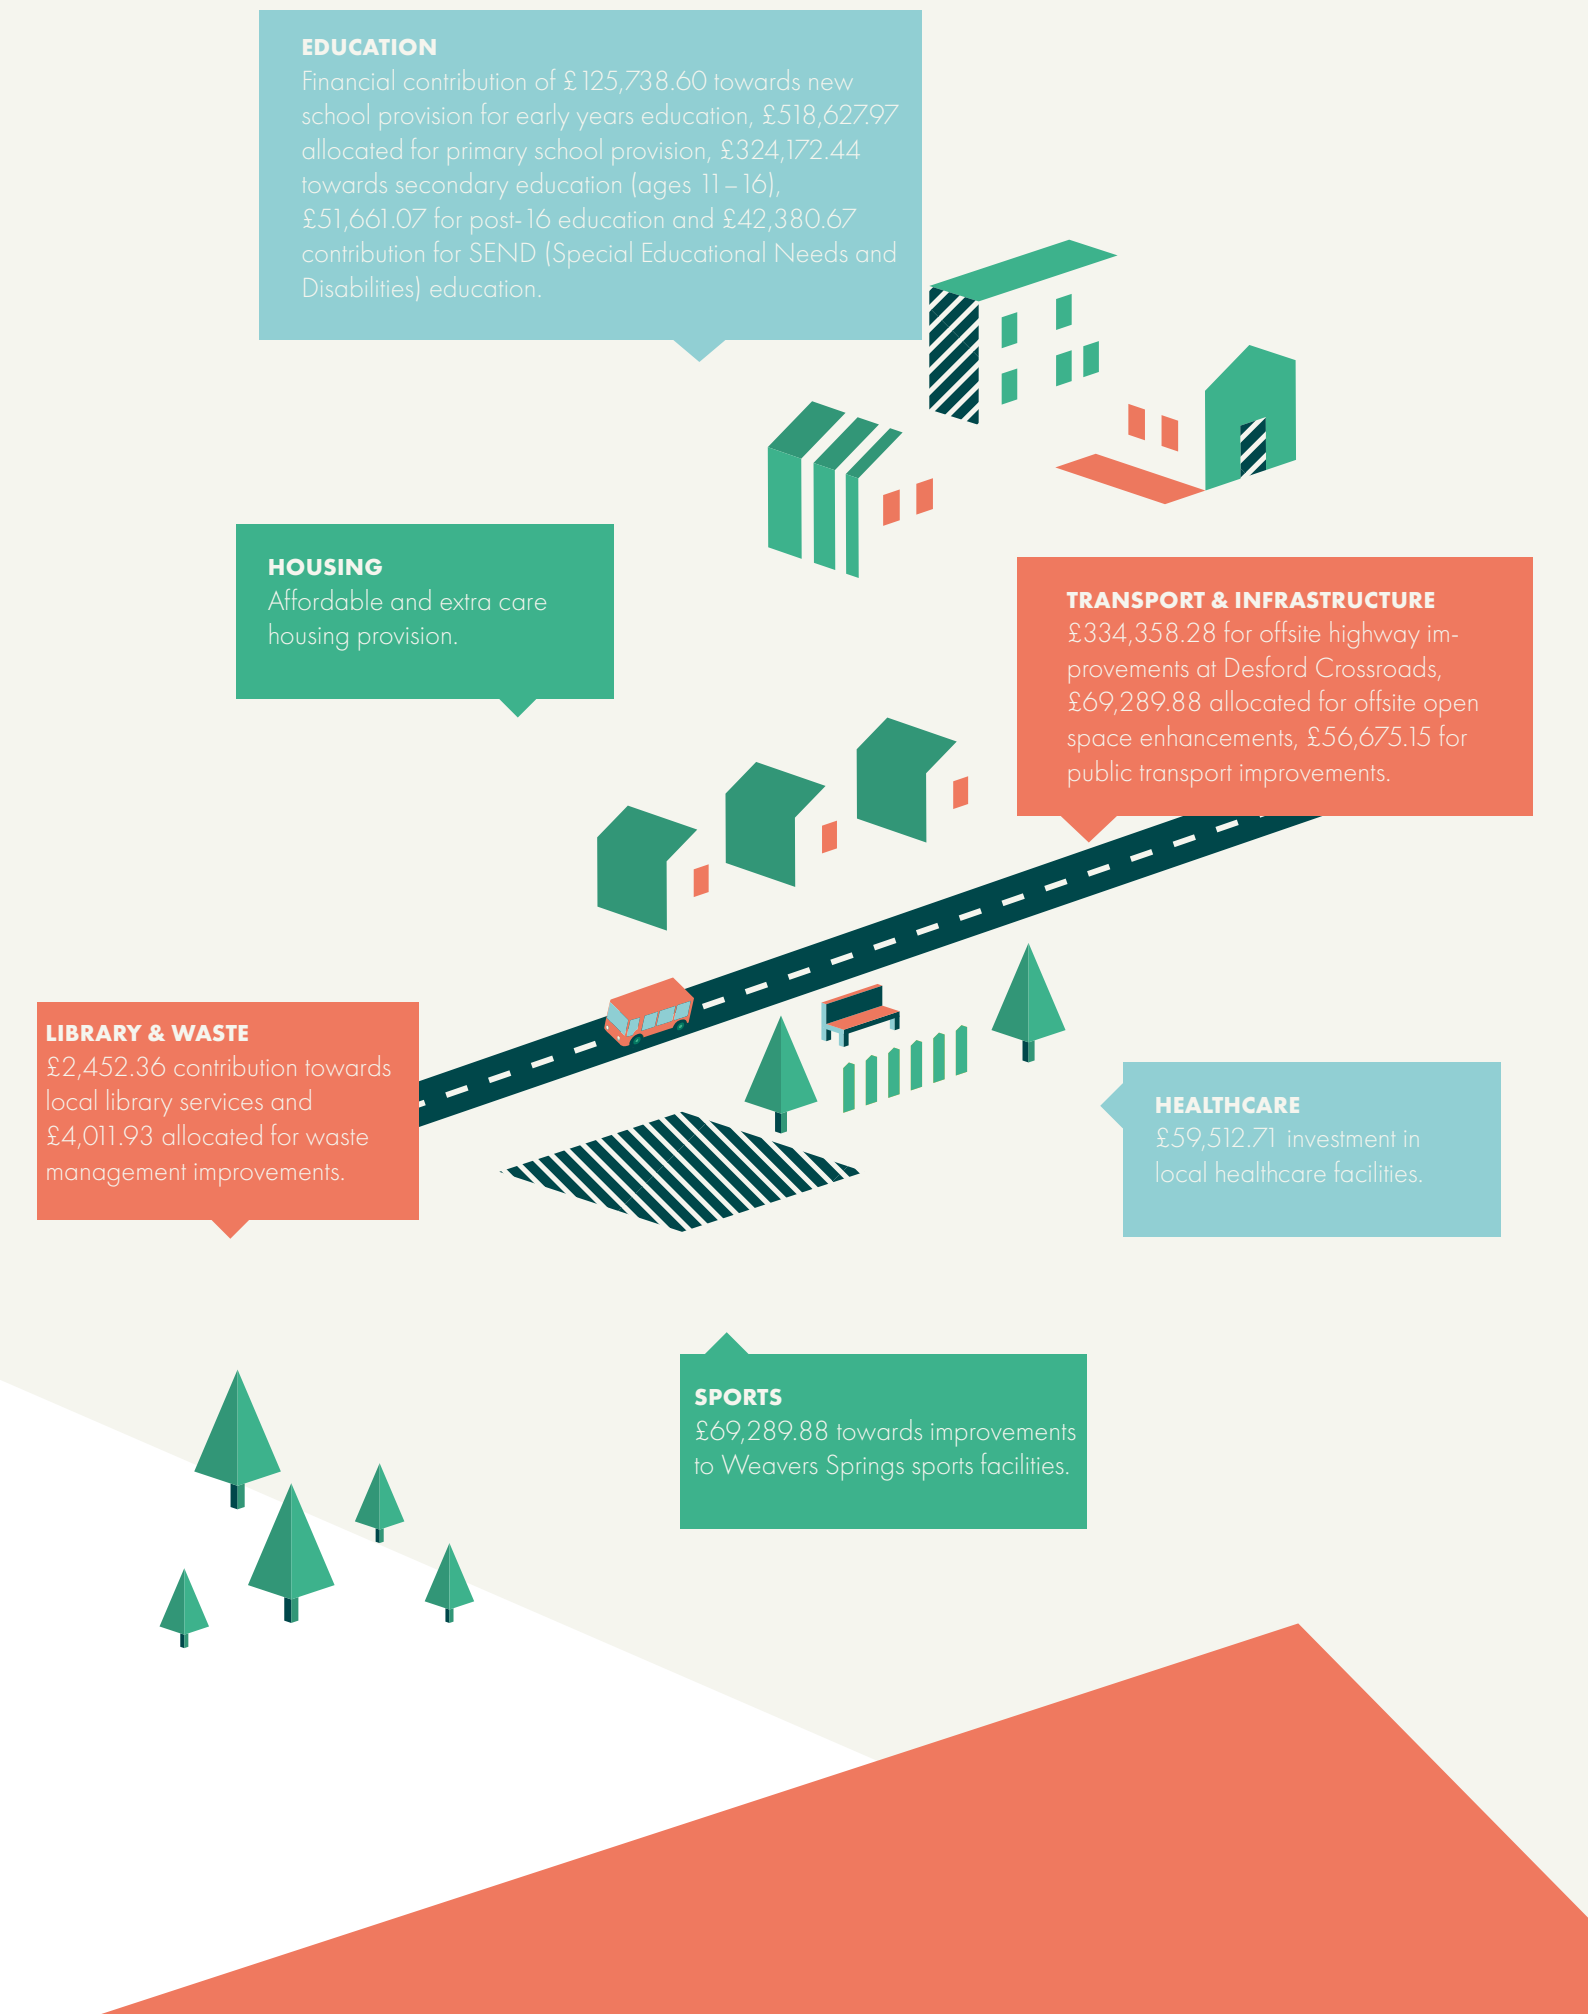 EDUCATION
Financial contribution of £125,738.60 towards new
school provision for early years education, £518,627.97
allocated for primary school provision, £324,172.44
towards secondary education (ages 11–16),
£51,661.07 for post-16 education and £42,380.67
contribution for SEND (Special Educational Needs and
Disabilities) education.
HOUSING
Affordable and extra care
housing provision.
TRANSPORT & INFRASTRUCTURE
£334,358.28 for offsite highway im-
provements at Desford Crossroads,
£69,289.88 allocated for offsite open
space enhancements, £56,675.15 for
public transport improvements.
LIBRARY & WASTE
£2,452.36 contribution towards
local library services and
£4,011.93 allocated for waste
management improvements.
HEALTHCARE
£59,512.71 investment in
local healthcare facilities.
SPORTS
£69,289.88 towards improvements
to Weavers Springs sports facilities.